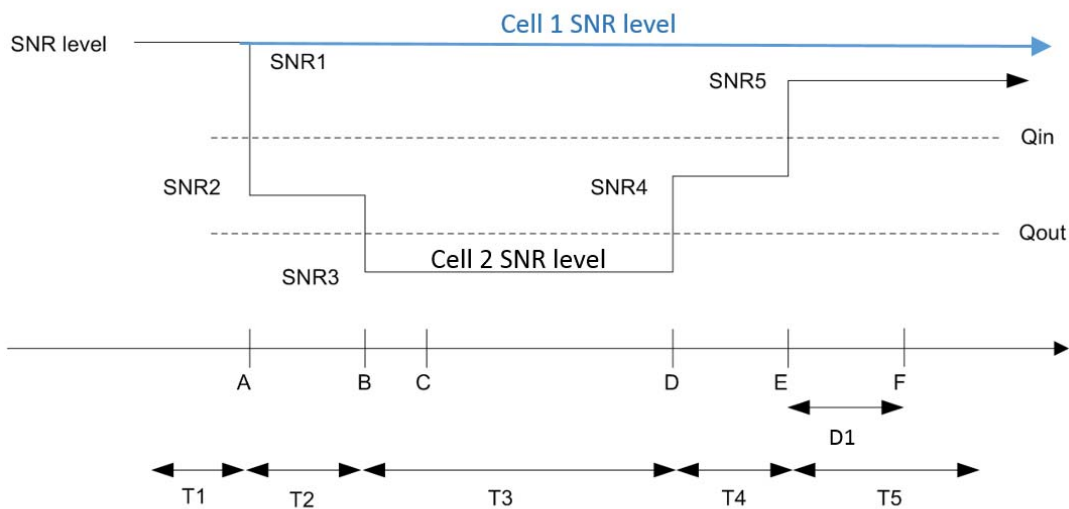 Cell 1 SNR level
SNR level
SNR1
SNR5
Qin
SNR2
SNR4
Qout
Cell 2 SNR level
SNR3
A B C D E F
D1
T1 T2 T3 T4 T5